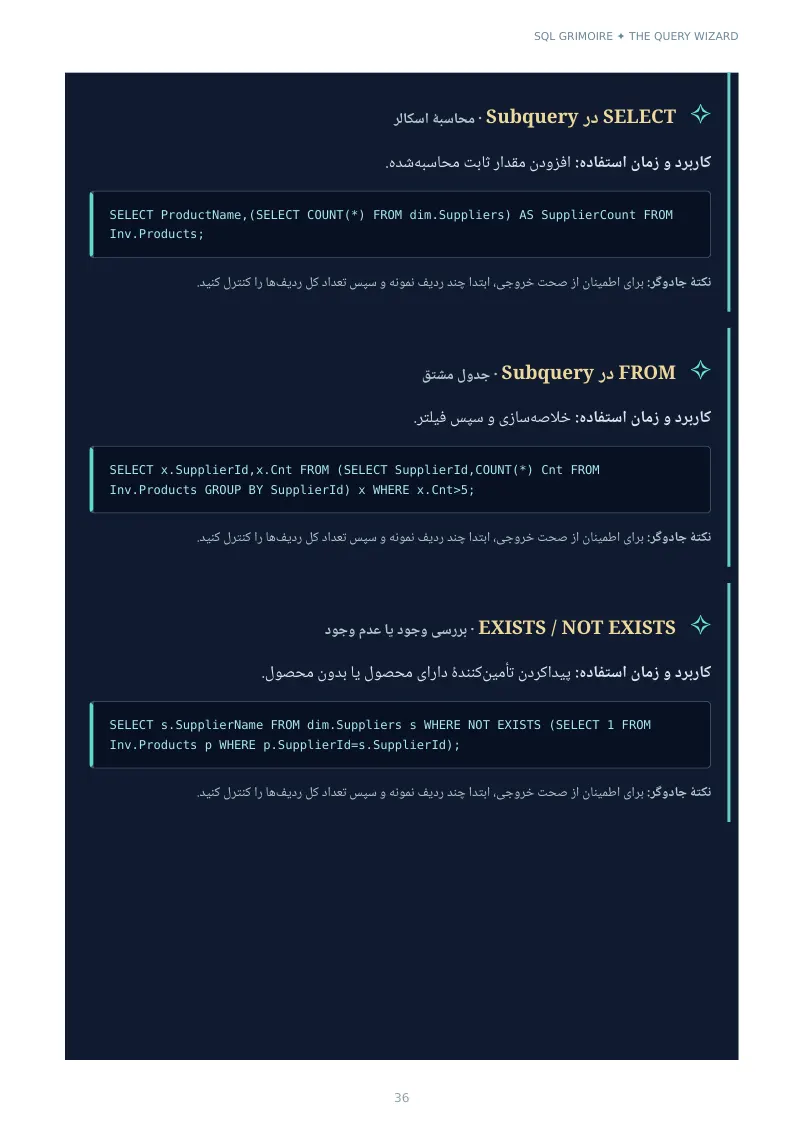 SQL GRIMOIRE ✦ THE QUERY WIZARD
✧ Subquery در SELECT · محاسبهٔ اسکالر
کاربرد و زمان استفاده: افزودن مقدار ثابت محاسبه‌شده.
SELECT ProductName,(SELECT COUNT(*) FROM dim.Suppliers) AS SupplierCount FROM
Inv.Products;
نکتهٔ جادوگر: برای اطمینان از صحت خروجی، ابتدا چند ردیف نمونه و سپس تعداد کل ردیف‌ها را کنترل کنید.
✧ Subquery در FROM · جدول مشتق
کاربرد و زمان استفاده: خلاصه‌سازی و سپس فیلتر.
SELECT x.SupplierId,x.Cnt FROM (SELECT SupplierId,COUNT(*) Cnt FROM
Inv.Products GROUP BY SupplierId) x WHERE x.Cnt>5;
نکتهٔ جادوگر: برای اطمینان از صحت خروجی، ابتدا چند ردیف نمونه و سپس تعداد کل ردیف‌ها را کنترل کنید.
✧ EXISTS / NOT EXISTS · بررسی وجود یا عدم وجود
کاربرد و زمان استفاده: پیداکردن تأمین‌کنندهٔ دارای محصول یا بدون محصول.
SELECT s.SupplierName FROM dim.Suppliers s WHERE NOT EXISTS (SELECT 1 FROM
Inv.Products p WHERE p.SupplierId=s.SupplierId);
نکتهٔ جادوگر: برای اطمینان از صحت خروجی، ابتدا چند ردیف نمونه و سپس تعداد کل ردیف‌ها را کنترل کنید.
36